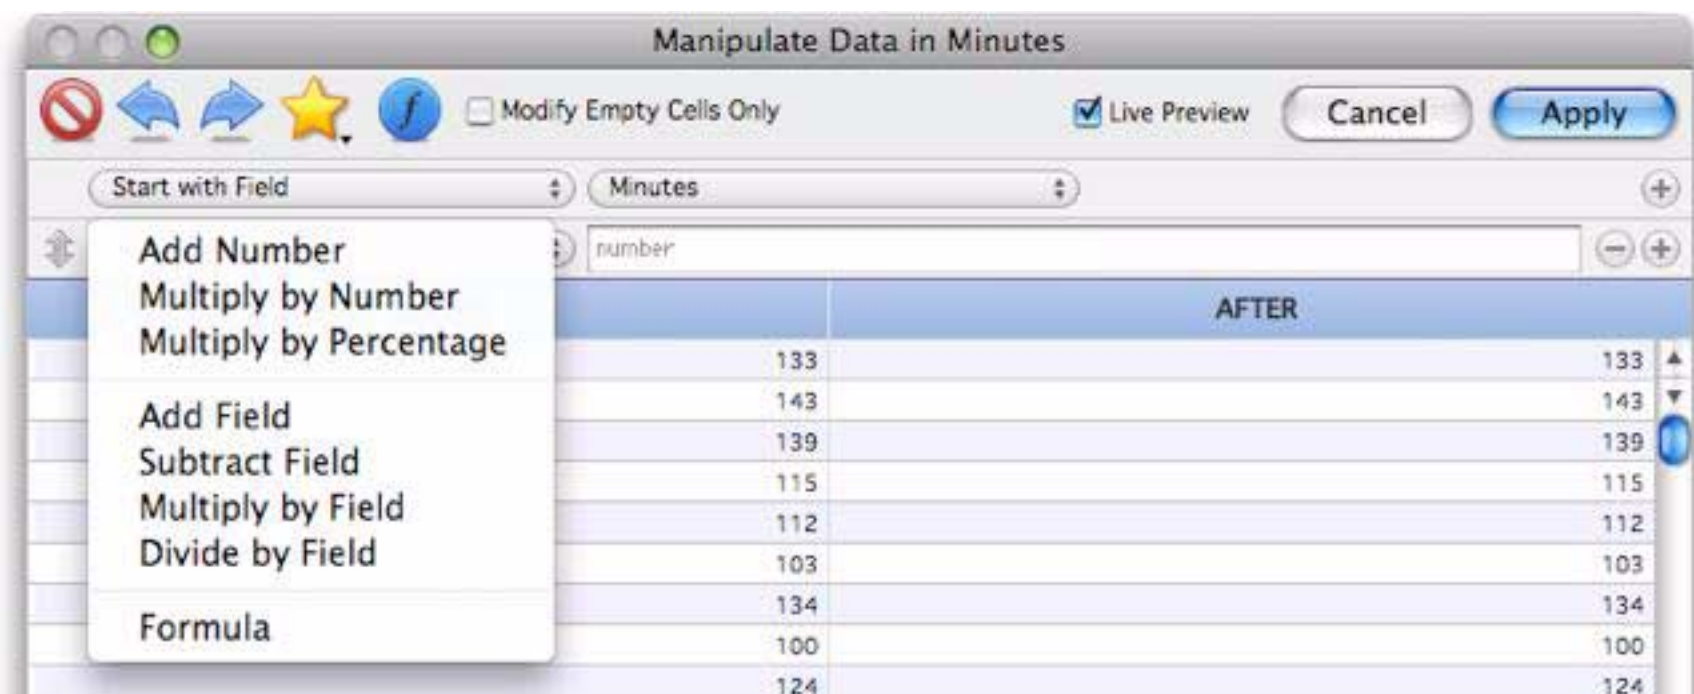 Manipulate Data in Minutes
f Modify Empty Cells Only Live Preview Cancel Apply
Start with Field Minutes
number
Add Number
Multiply by Number
Multiply by Percentage
Add Field
Subtract Field
Multiply by Field
Divide by Field
Formula
AFTER
133 133
143 143
139 139
115 115
112 112
103 103
134 134
100 100
124 124